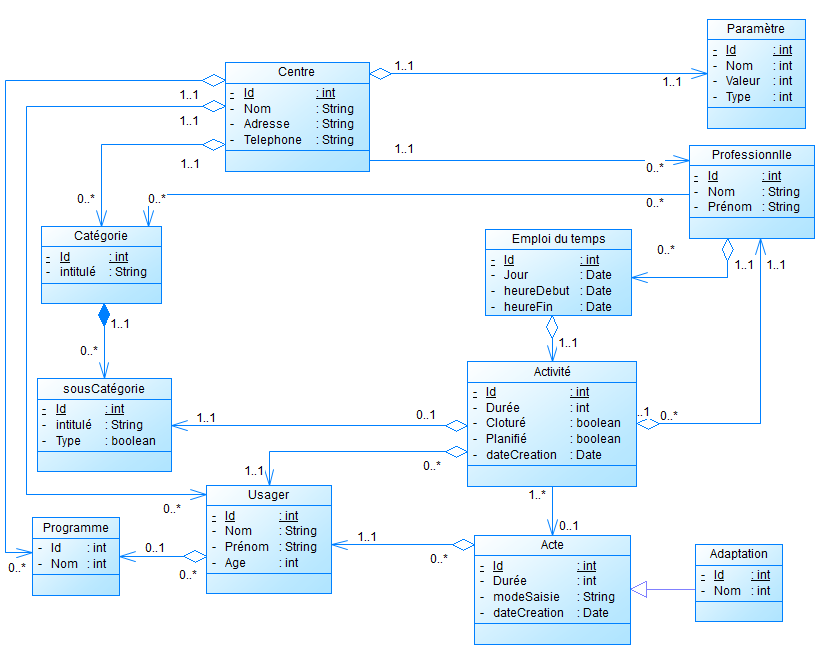 Paramètre
- Id : int
- Nom : int
- Valeur : int
- Type : int
Centre
- Id : int
- Nom : String
- Adresse : String
- Telephone : String
1..1
1..1
1..1
1..1
1..1
1..1
0..*
Professionnlle
- Id : int
- Nom : String
- Prénom : String
0..*
0..*
0..*
Catégorie
- Id : int
- intitulé : String
Emploi du temps
- Id : int
- Jour : Date
- heureDebut : Date
- heureFin : Date
0..*
1..1
1..1
1..1
0..*
1..1
sousCatégorie
- Id : int
- intitulé : String
- Type : boolean
Activité
- Id : int
- Durée : int
- Cloturé : boolean
- Planifié : boolean
- dateCreation : Date
1..1
0..1
..1
0..*
1..1
0..*
Usager
- Id : int
- Nom : String
- Prénom : String
- Age : int
0..*
1..*
0..1
Programme
- Id : int
- Nom : int
0..*
0..1
0..*
1..1
0..*
Acte
- Id : int
- Durée : int
- modeSaisie : String
- dateCreation : Date
Adaptation
- Id : int
- Nom : int